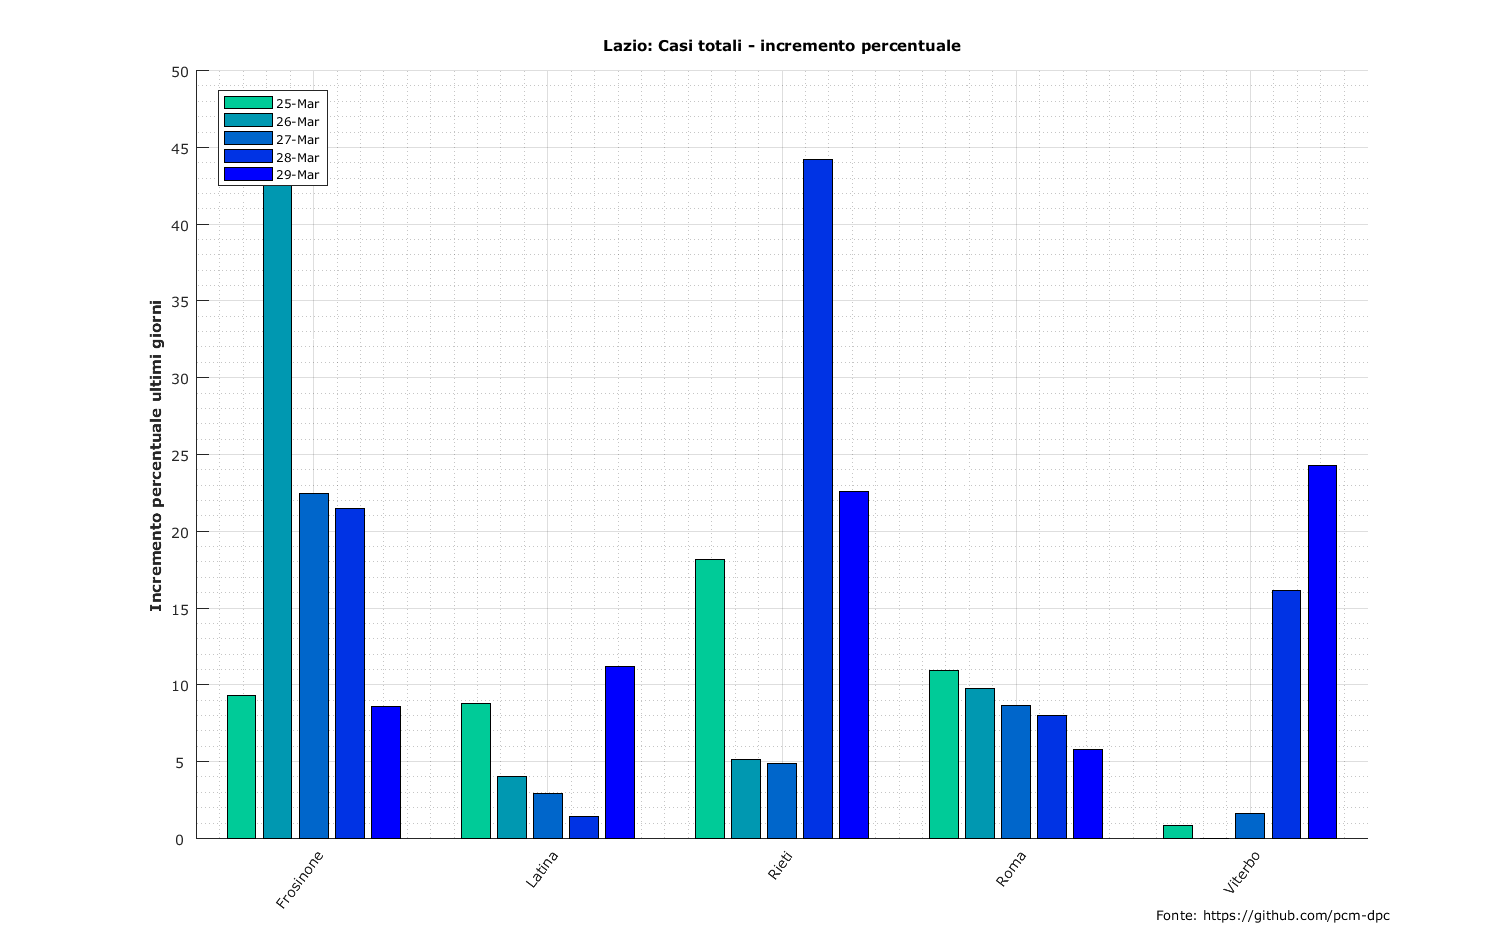 Lazio: Casi totali - incremento percentuale
50
45
40
35
30
25
20
15
10
5
0
Incremento percentuale ultimi giorni
25-Mar
26-Mar
27-Mar
28-Mar
29-Mar
Frosinone
Latina
Rieti
Roma
Viterbo
Fonte: https://github.com/pcm-dpc